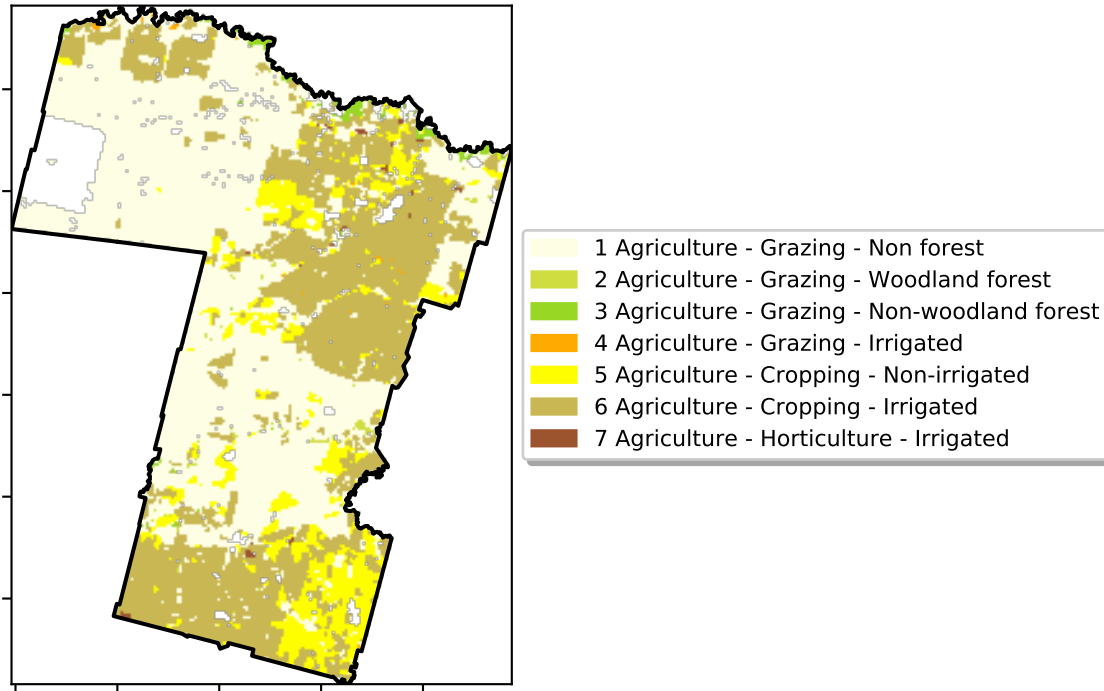 1 Agriculture - Grazing - Non forest
2 Agriculture - Grazing - Woodland forest
3 Agriculture - Grazing - Non-woodland forest
4 Agriculture - Grazing - Irrigated
5 Agriculture - Cropping - Non-irrigated
6 Agriculture - Cropping - Irrigated
7 Agriculture - Horticulture - Irrigated